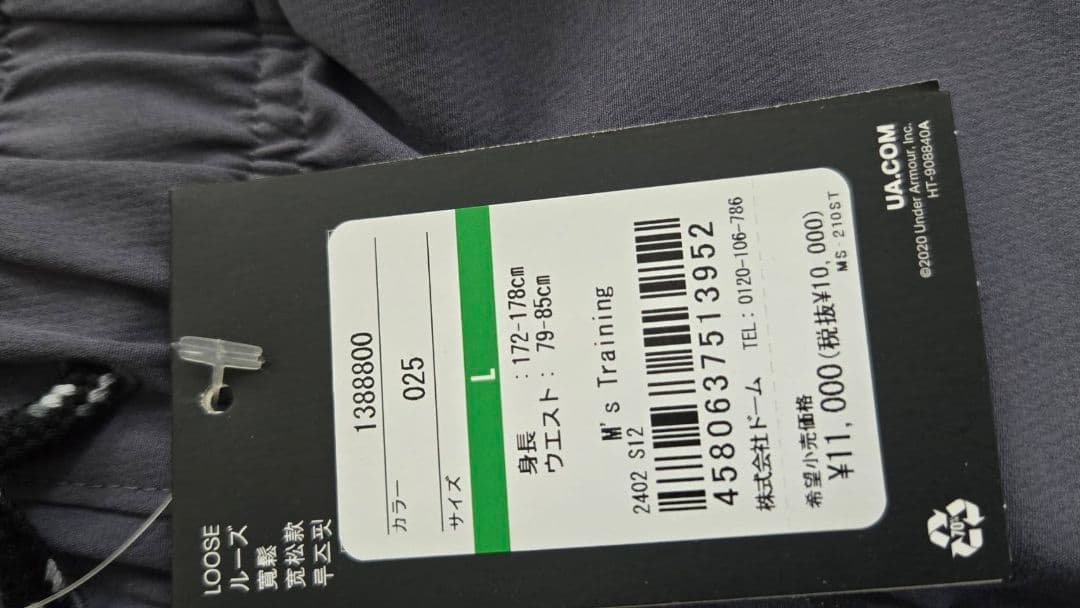 LOOSE
ルーズ
寬鬆
宽松款
루즈핏
1388800
カラー 025
サイズ
L
身長 : 172-178cm
ウエスト : 79-85cm
M's Training
2402 S12
4580637513952
株式会社ドーム TEL : 0120-106-786
希望小売価格
¥11,000(税抜¥10,000)
MS-210ST
UA.COM
©2020 Under Armour, Inc.
HT-908840A